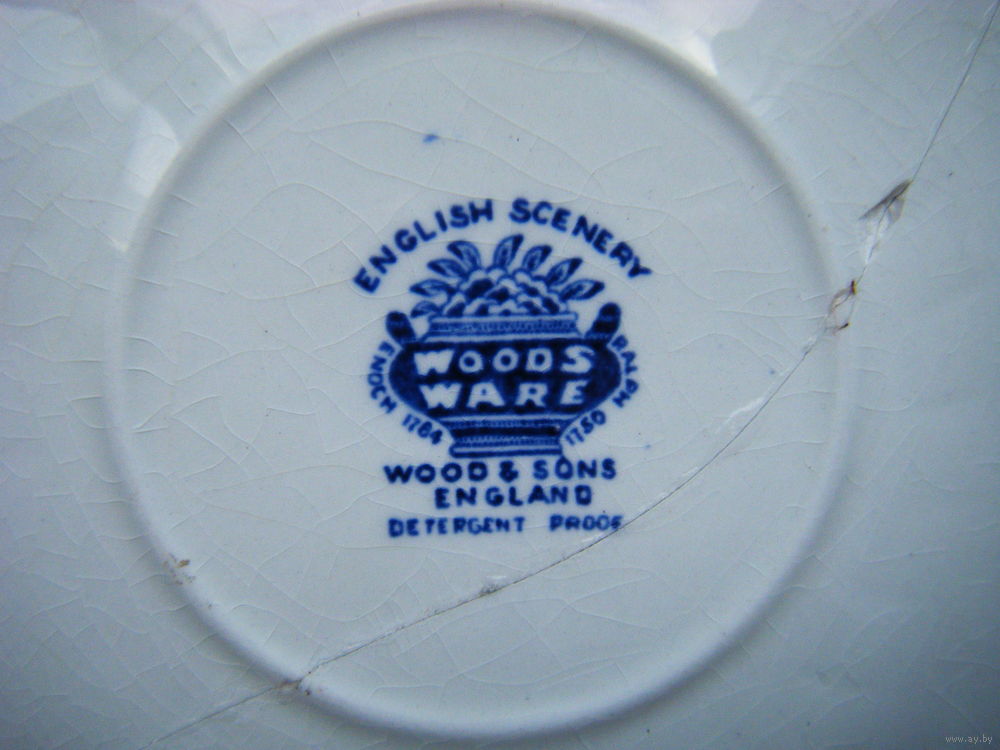 ENGLISH SCENERY
WOODS
WARE
ENOCH 1784
RALPH 1750
WOOD & SONS
ENGLAND
DETERGENT PROOF
www.ay.by